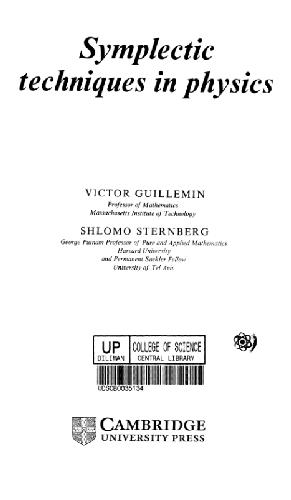 Symplectic
techniques in physics
VICTOR GUILLEMIN
Professor of Mathematics
Massachusetts Institute of Technology
SHLOMO STERNBERG
George Putnam Professor of Pure and Applied Mathematics
Harvard University
and Permanent Sackler Fellow
University of Tel Aviv
UP COLLEGE OF SCIENCE
DILIMAN CENTRAL LIBRARY
UDSCB0035134
CAMBRIDGE
UNIVERSITY PRESS